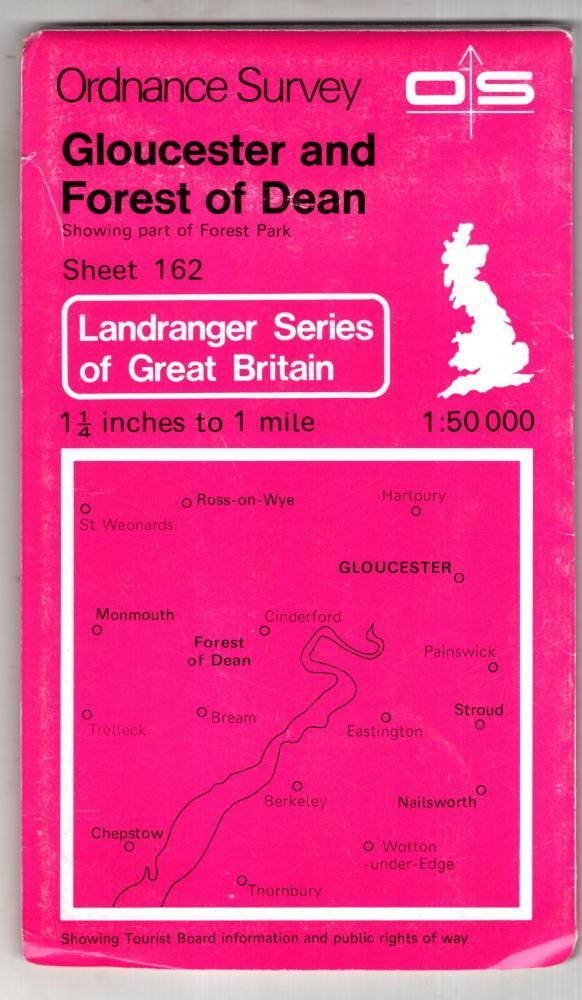 Ordnance Survey
OS
Gloucester and
Forest of Dean
Showing part of Forest Park
Sheet 162
Landranger Series
of Great Britain
1¼ inches to 1 mile
1:50 000
Ross-on-Wye
Hartpury
St Weonards
GLOUCESTER
Monmouth
Cinderford
Forest
of Dean
Painswick
Stroud
Bream
Trelleck
Eastington
Berkeley
Nailsworth
Chepstow
Wotton
-under-Edge
Thornbury
Showing Tourist Board information and public rights of way